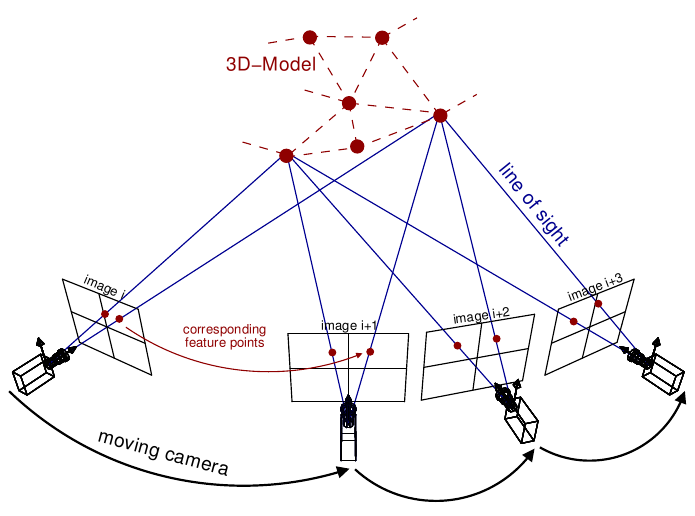 3D−Model
line of sight
image i
image i+3
image i+2
image i+1
corresponding
feature points
moving camera